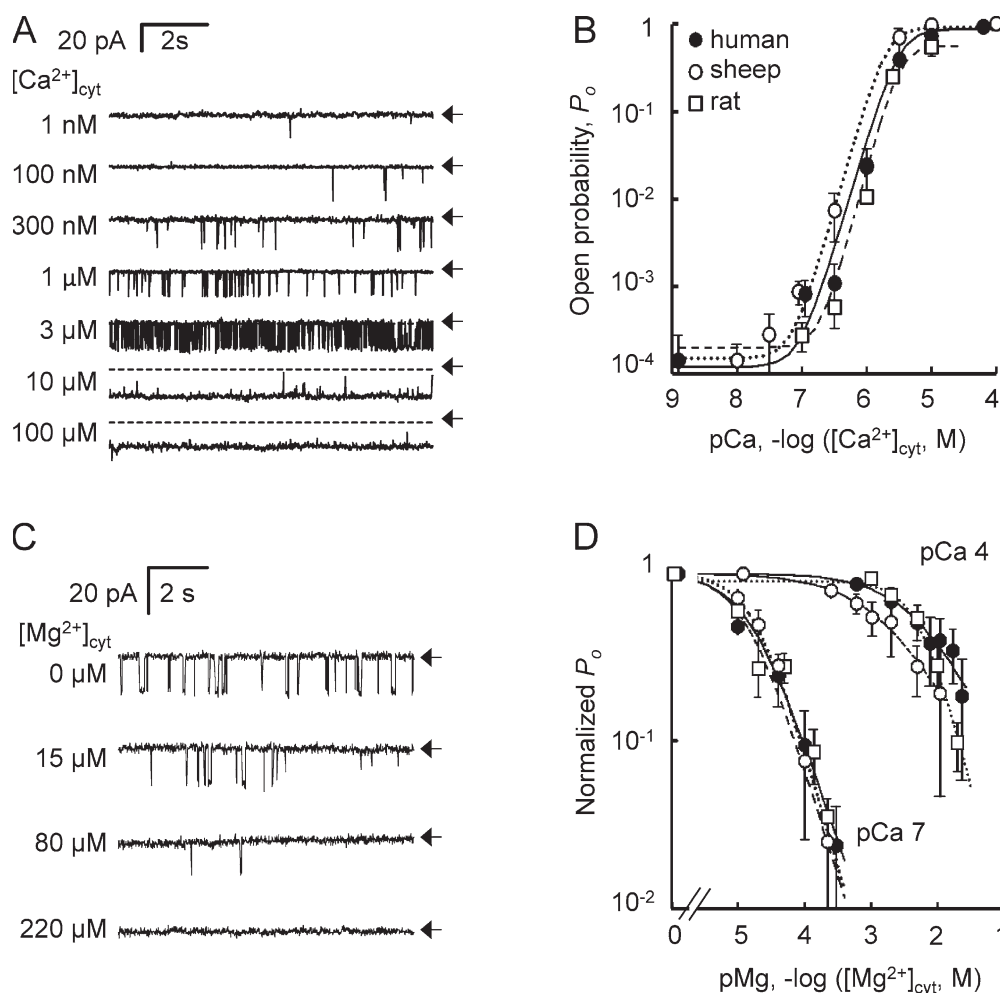 A
20 pA 2s
[Ca²⁺]cyt
1 nM
100 nM
300 nM
1 µM
3 µM
10 µM
100 µM
B
human
sheep
rat
Open probability, Po
1
10⁻¹
10⁻²
10⁻³
10⁻⁴
9 8 7 6 5 4
pCa, -log ([Ca²⁺]cyt, M)
C
20 pA 2 s
[Mg²⁺]cyt
0 µM
15 µM
80 µM
220 µM
D
pCa 4
pCa 7
Normalized Po
1
10⁻¹
10⁻²
0 5 4 3 2 1
pMg, -log ([Mg²⁺]cyt, M)